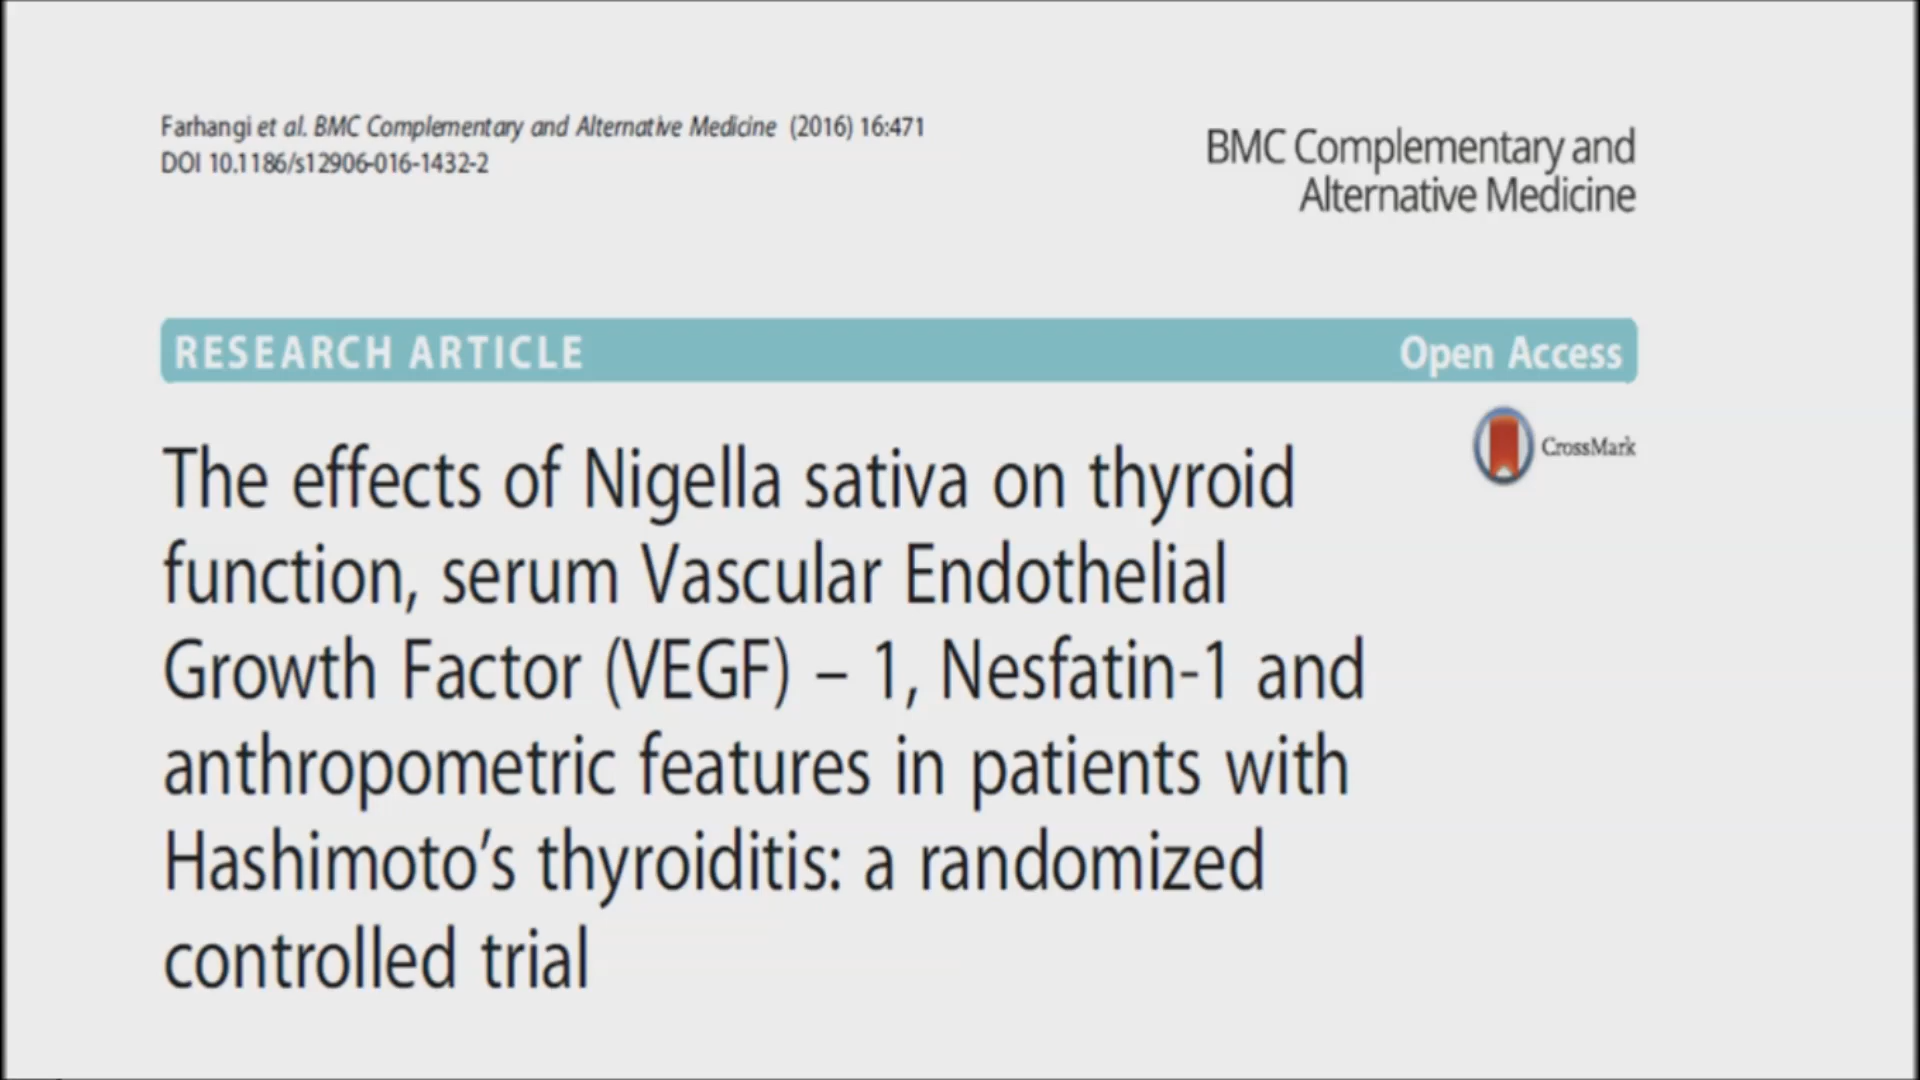 Farhangi et al. BMC Complementary and Alternative Medicine (2016) 16:471
DOI 10.1186/s12906-016-1432-2
BMC Complementary and
Alternative Medicine
RESEARCH ARTICLE
Open Access
CrossMark
The effects of Nigella sativa on thyroid
function, serum Vascular Endothelial
Growth Factor (VEGF) – 1, Nesfatin-1 and
anthropometric features in patients with
Hashimoto’s thyroiditis: a randomized
controlled trial